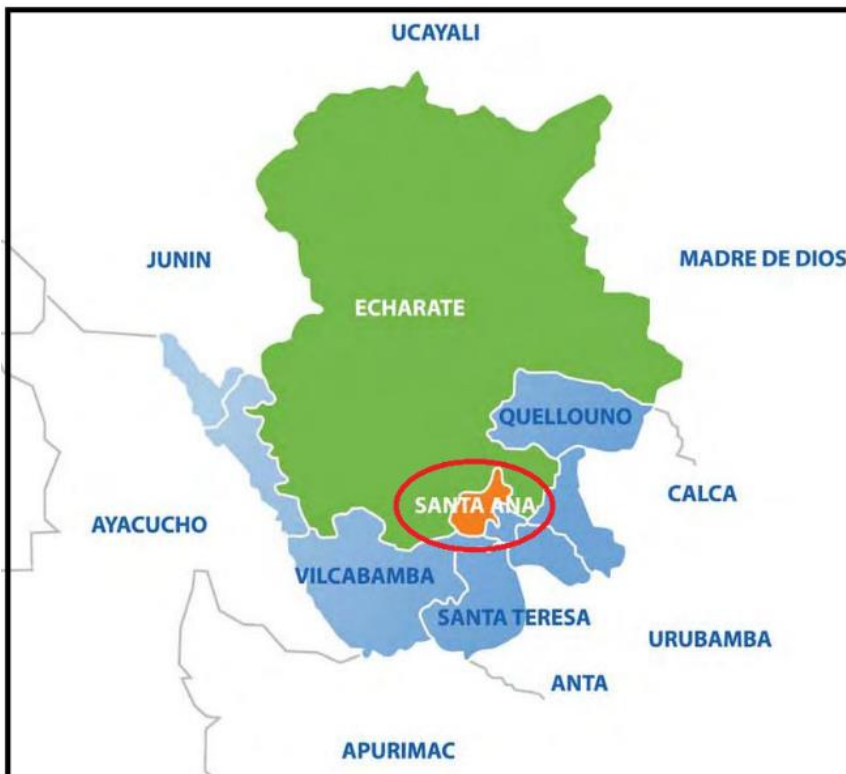 UCAYALI
JUNIN
MADRE DE DIOS
ECHARATE
QUELLOUNO
SANTA ANA
CALCA
AYACUCHO
VILCABAMBA
SANTA TERESA
URUBAMBA
ANTA
APURIMAC